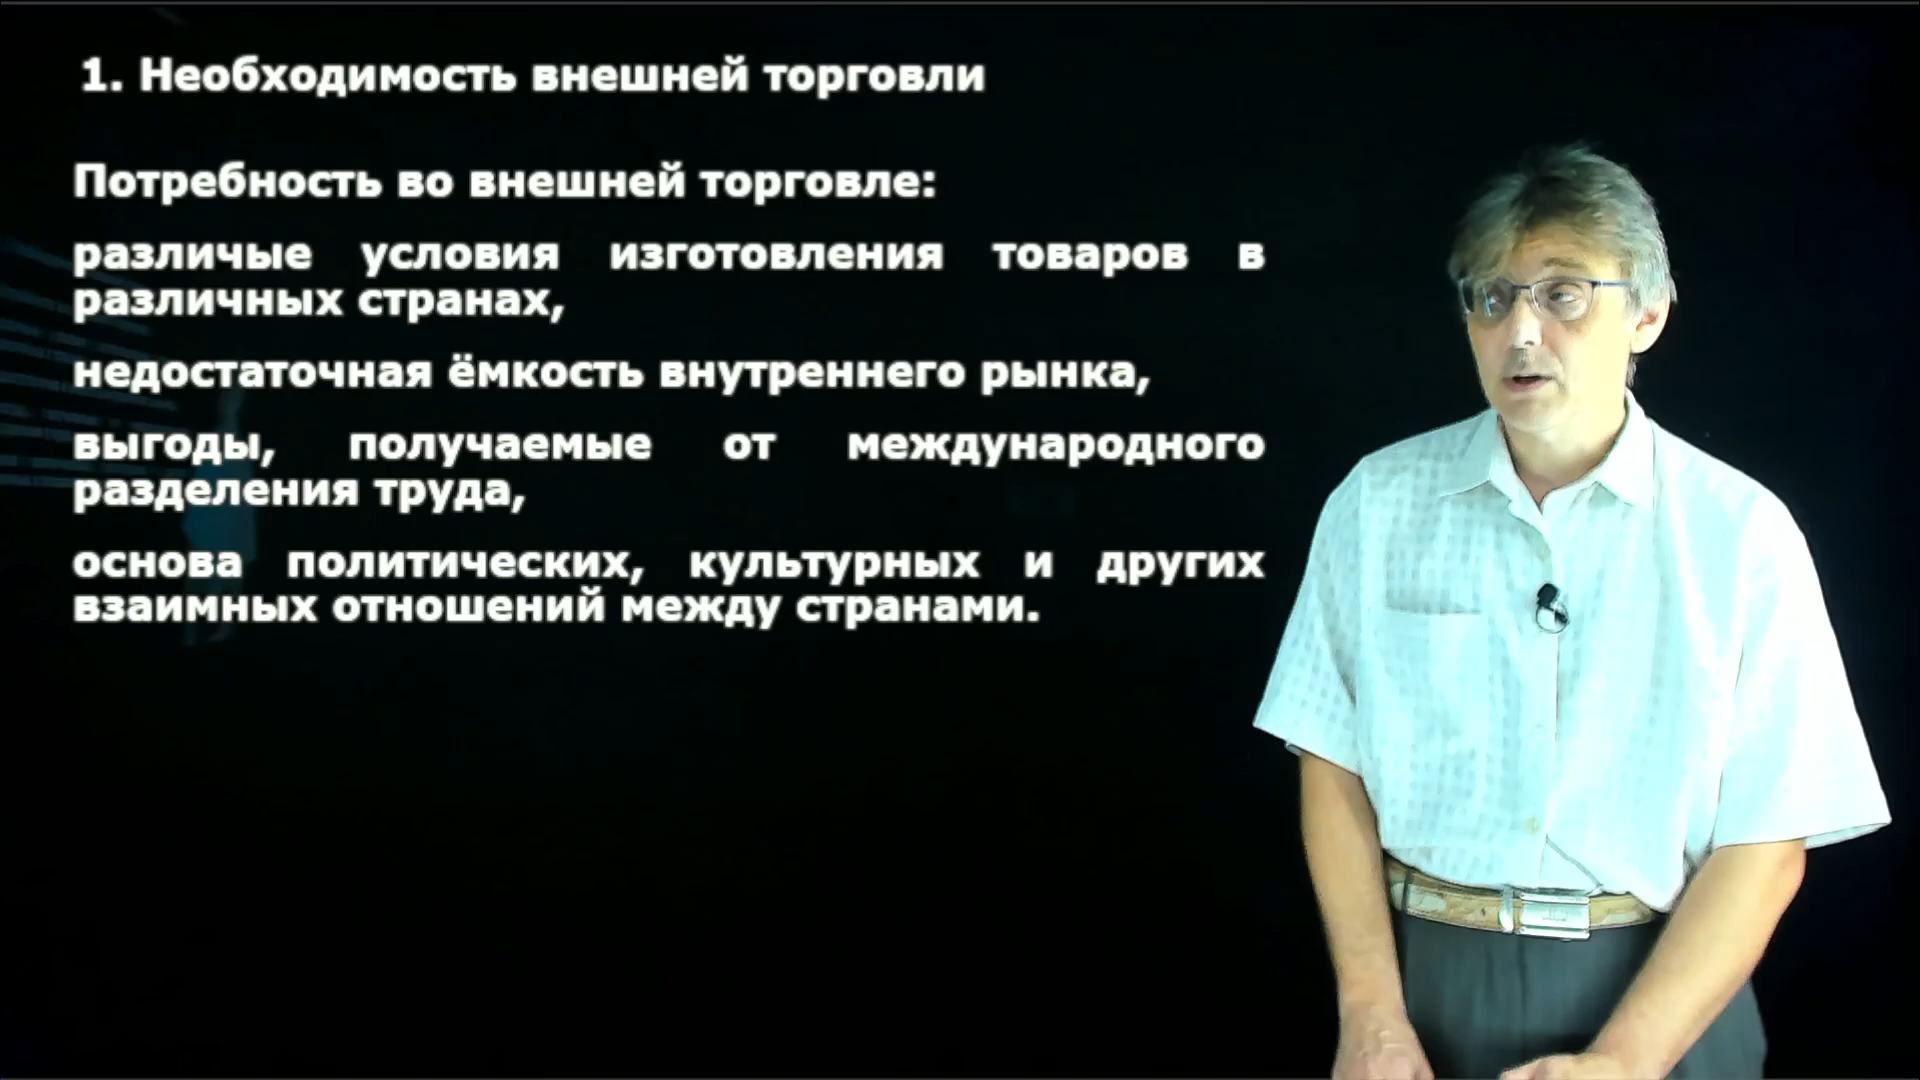 1. Необходимость внешней торговли
Потребность во внешней торговле:
различые условия изготовления товаров в
различных странах,
недостаточная ёмкость внутреннего рынка,
выгоды, получаемые от международного
разделения труда,
основа политических, культурных и других
взаимных отношений между странами.